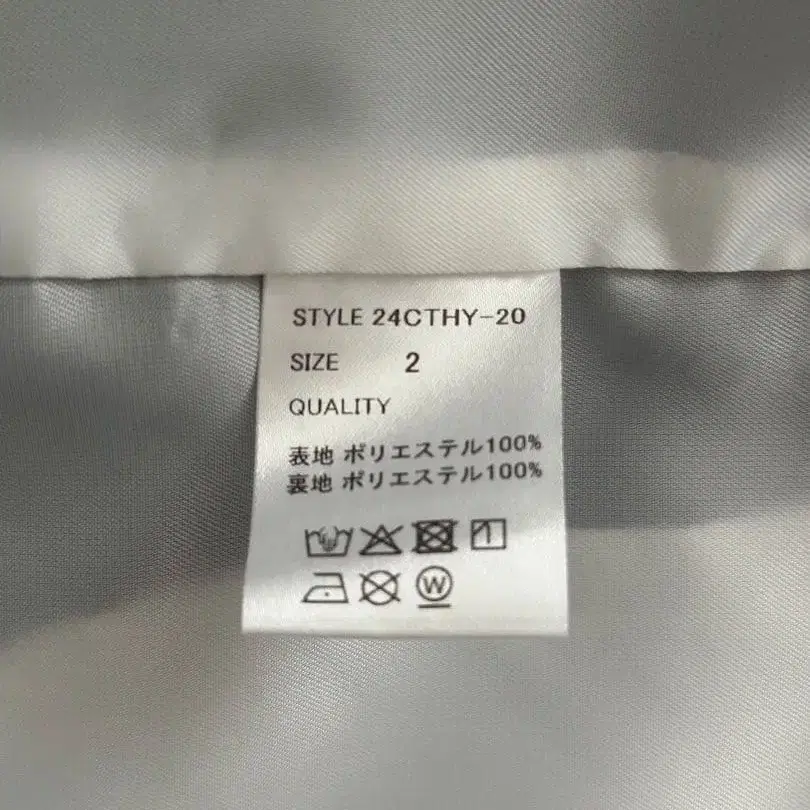 STYLE 24CTHY-20
SIZE 2
QUALITY
表地 ポリエステル100%
裏地 ポリエステル100%
W